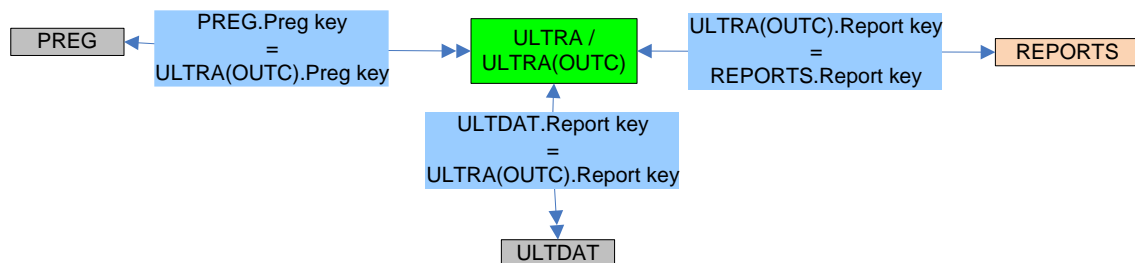 PREG
PREG.Preg key
=
ULTRA(OUTC).Preg key
ULTRA /
ULTRA(OUTC)
ULTRA(OUTC).Report key
=
REPORTS.Report key
REPORTS
ULTDAT.Report key
=
ULTRA(OUTC).Report key
ULTDAT